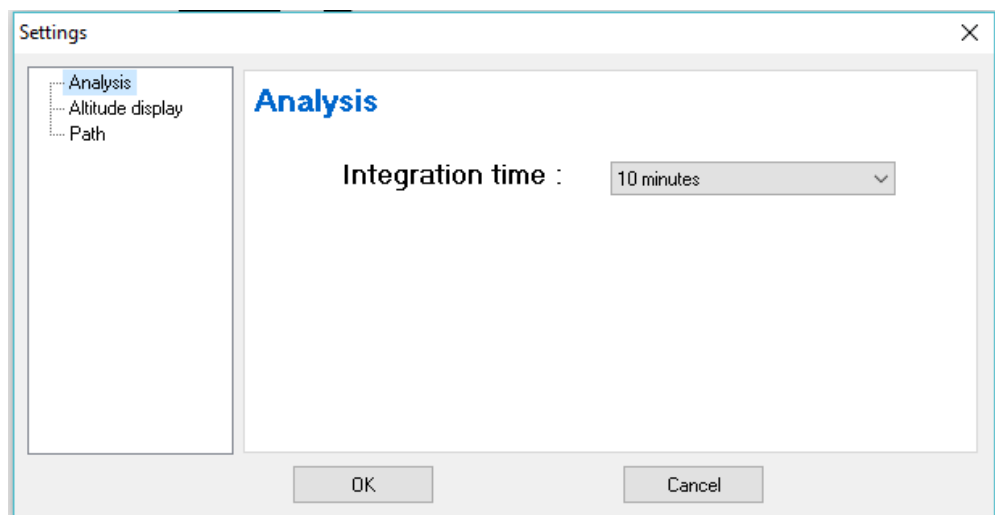 Settings
Analysis
Altitude display
Path
Analysis
Integration time :
10 minutes
OK
Cancel